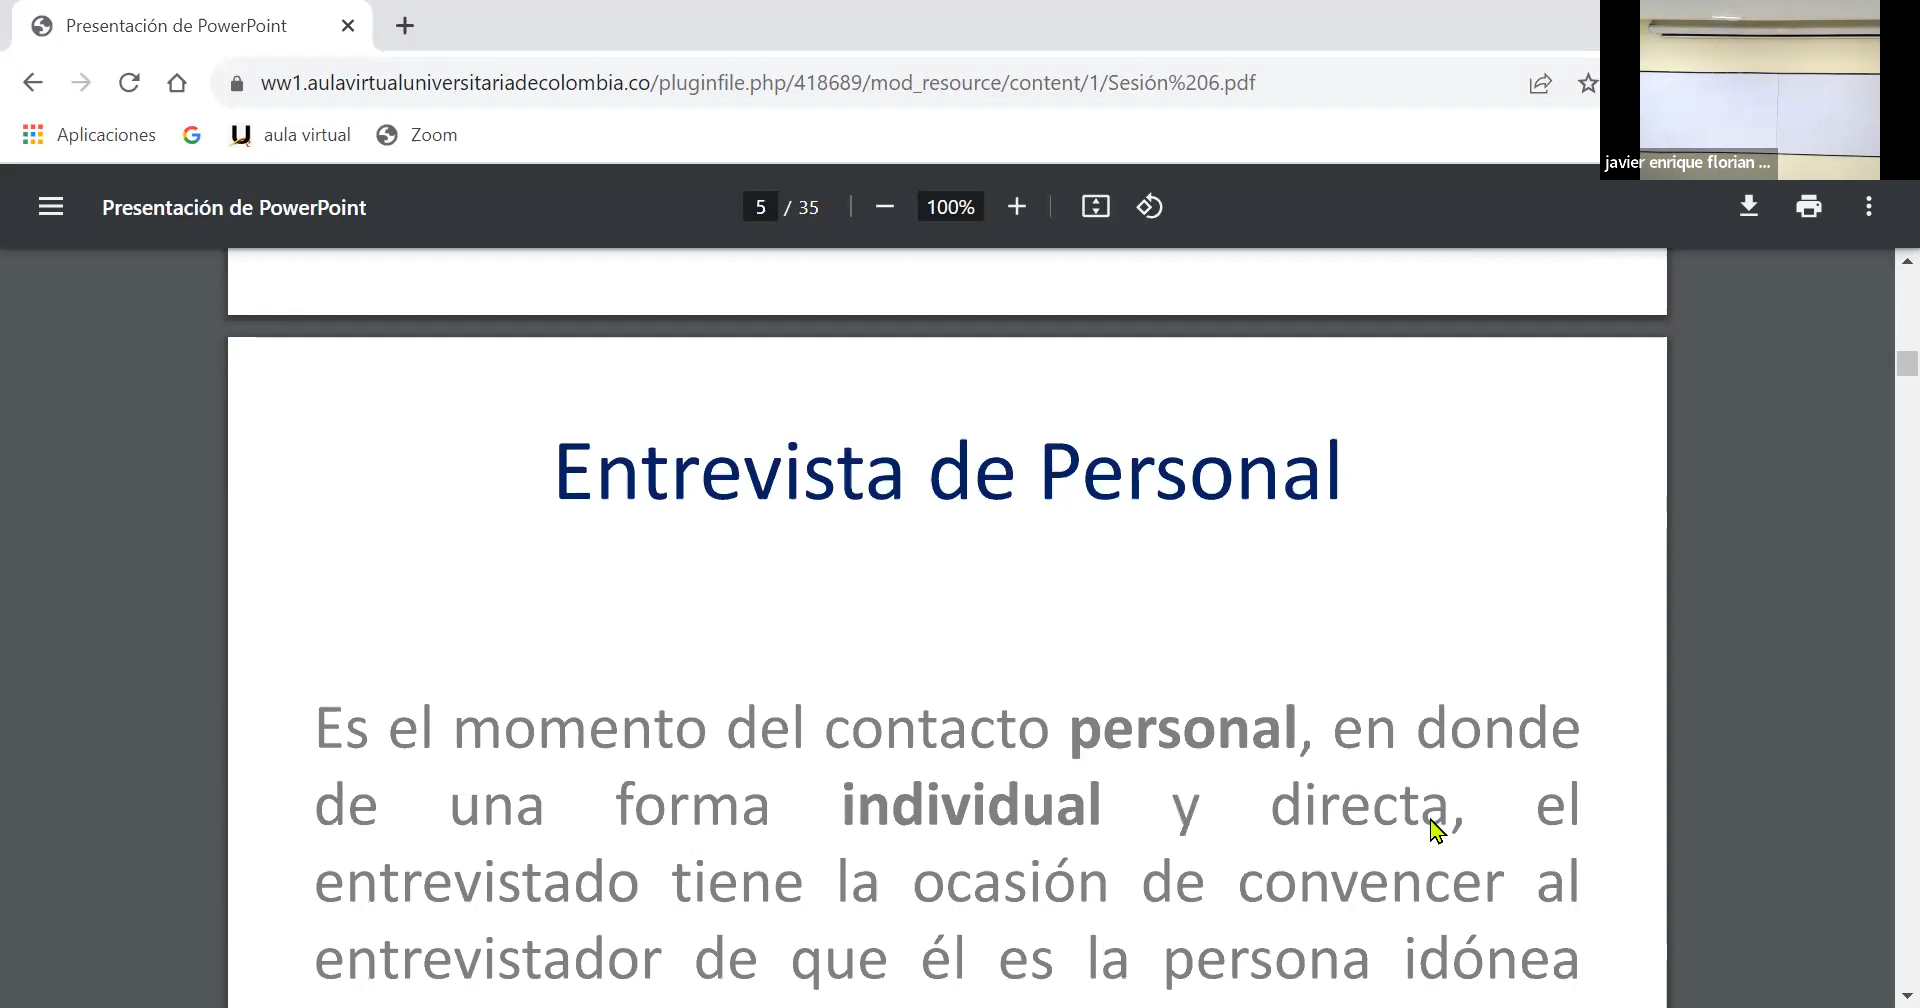 Presentación de PowerPoint
ww1.aulavirtualuniversitariadecolombia.co/pluginfile.php/418689/mod_resource/content/1/Sesión%206.pdf
Aplicaciones
aula virtual
Zoom
javier enrique florian ...
Presentación de PowerPoint
5 / 35
100%
Entrevista de Personal
Es el momento del contacto personal, en donde
de una forma individual y directa, el
entrevistado tiene la ocasión de convencer al
entrevistador de que él es la persona idónea